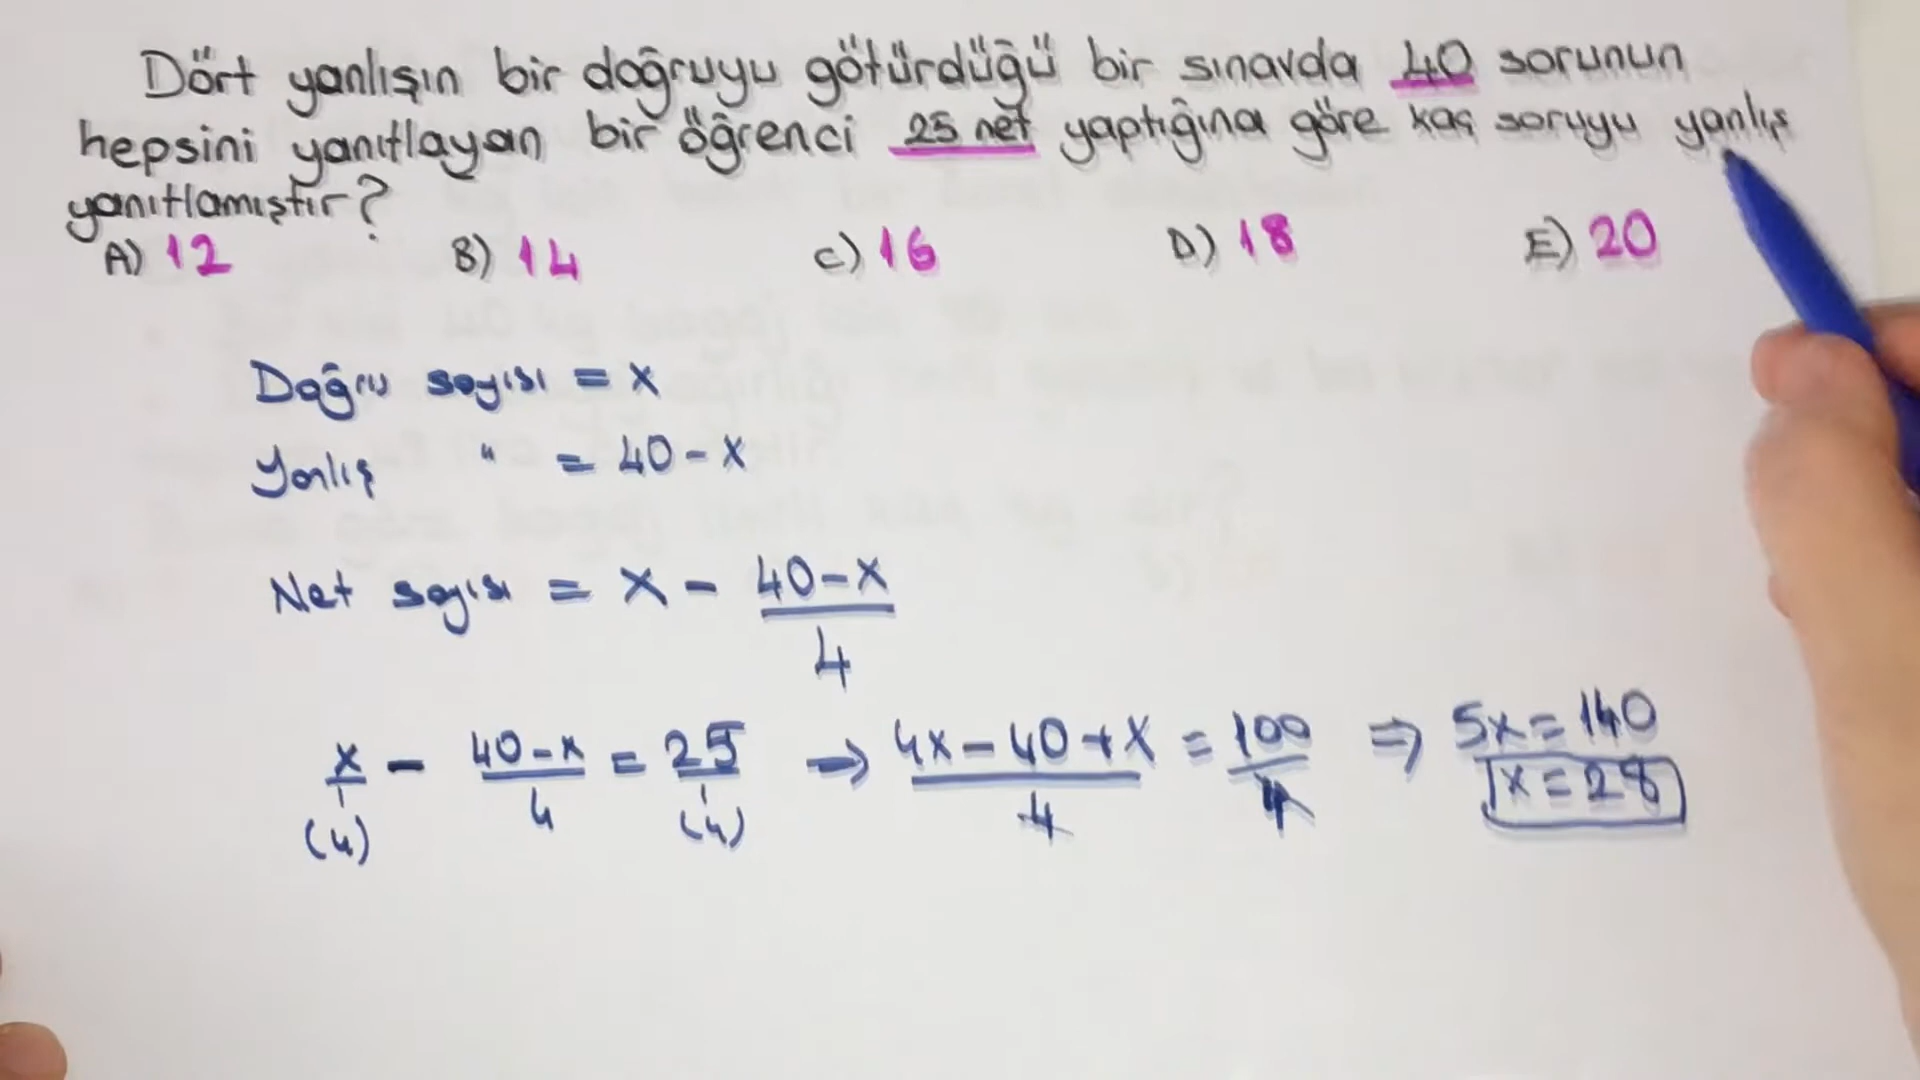 Dört yanlışın bir doğruyu götürdüğü bir sınavda 40 sorunun
hepsini yanıtlayan bir öğrenci 25 net yaptığına göre kaç soruyu yanlış
yanıtlamıştır?
A) 12 B) 14 C) 16 D) 18 E) 20
Doğru sayısı = x
Yanlış " = 40 - x
Net sayısı = x - (40-x)/4
x/1 - (40-x)/4 = 25/1 → (4x-40+x)/4 = 100/4 ⇒ 5x = 140
(4) (4) x = 28